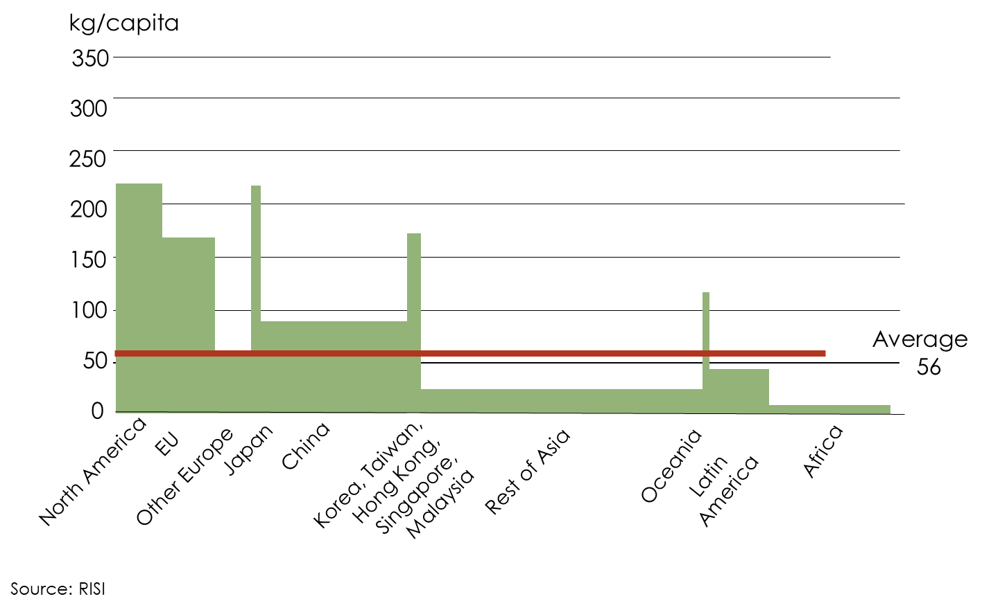 kg/capita
350
300
250
200
150
100
50
0
Average
56
North America
EU
Other Europe
Japan
China
Korea, Taiwan,
Hong Kong,
Singapore,
Malaysia
Rest of Asia
Oceania
Latin
America
Africa
Source: RISI